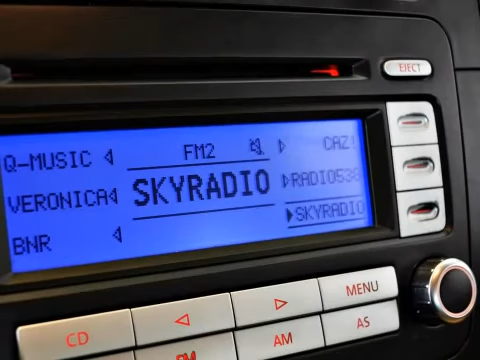 EJECT
FM2
Q-MUSIC
CAZ!
VERONICA
SKYRADIO
RADIO538
BNR
SKYRADIO
CD
MENU
FM
AM
AS